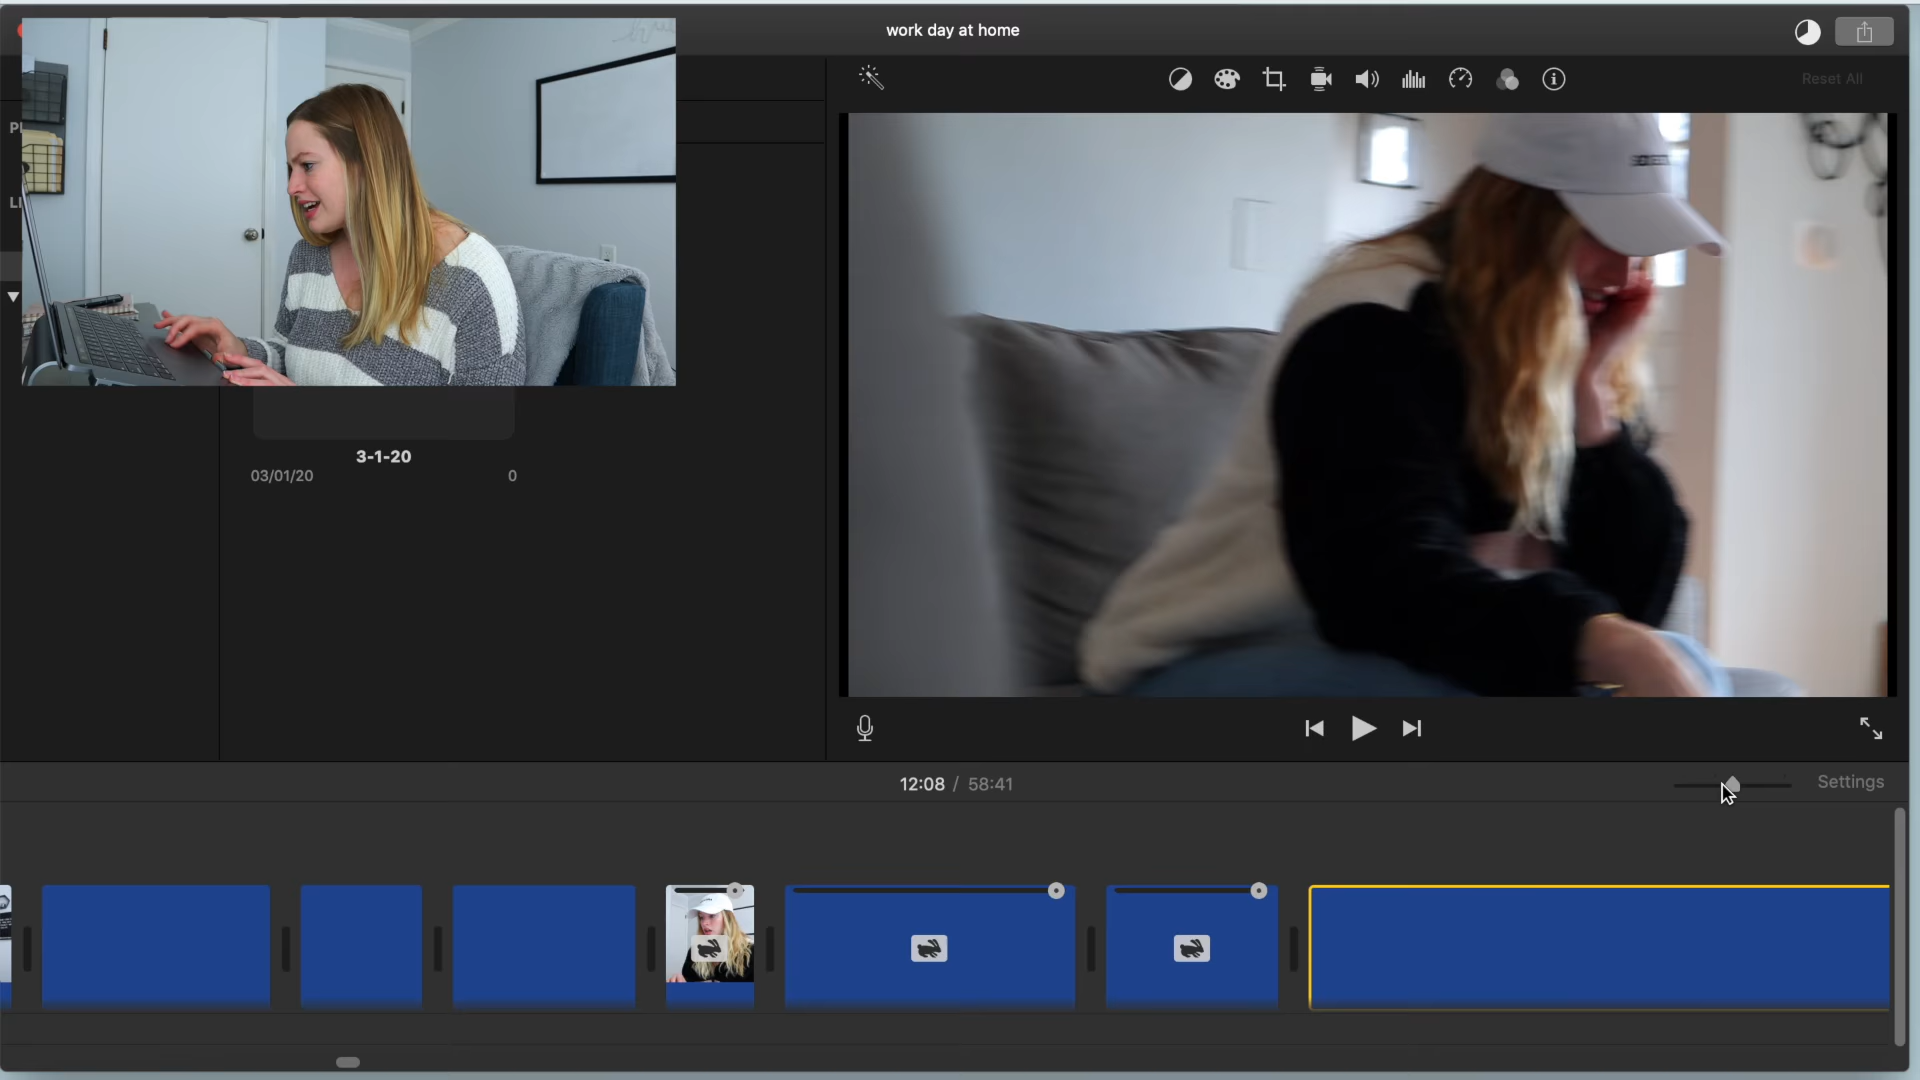 work day at home
Reset All
3-1-20
03/01/20 0
12:08 / 58:41
Settings